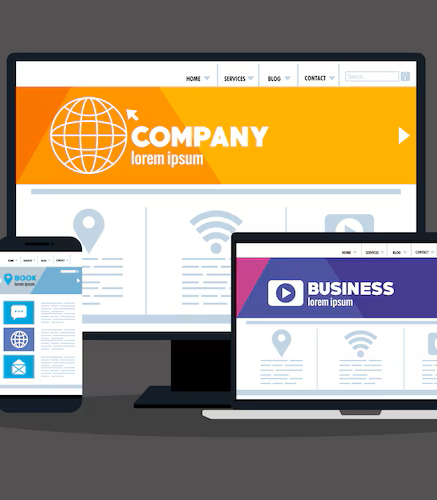 HOME SERVICES BLOG CONTACT Search...
COMPANY
lorem ipsum
HOME SERVICES BLOG CONTACT
BOOK
lorem ipsum
HOME SERVICES BLOG CONTACT
BUSINESS
lorem ipsum